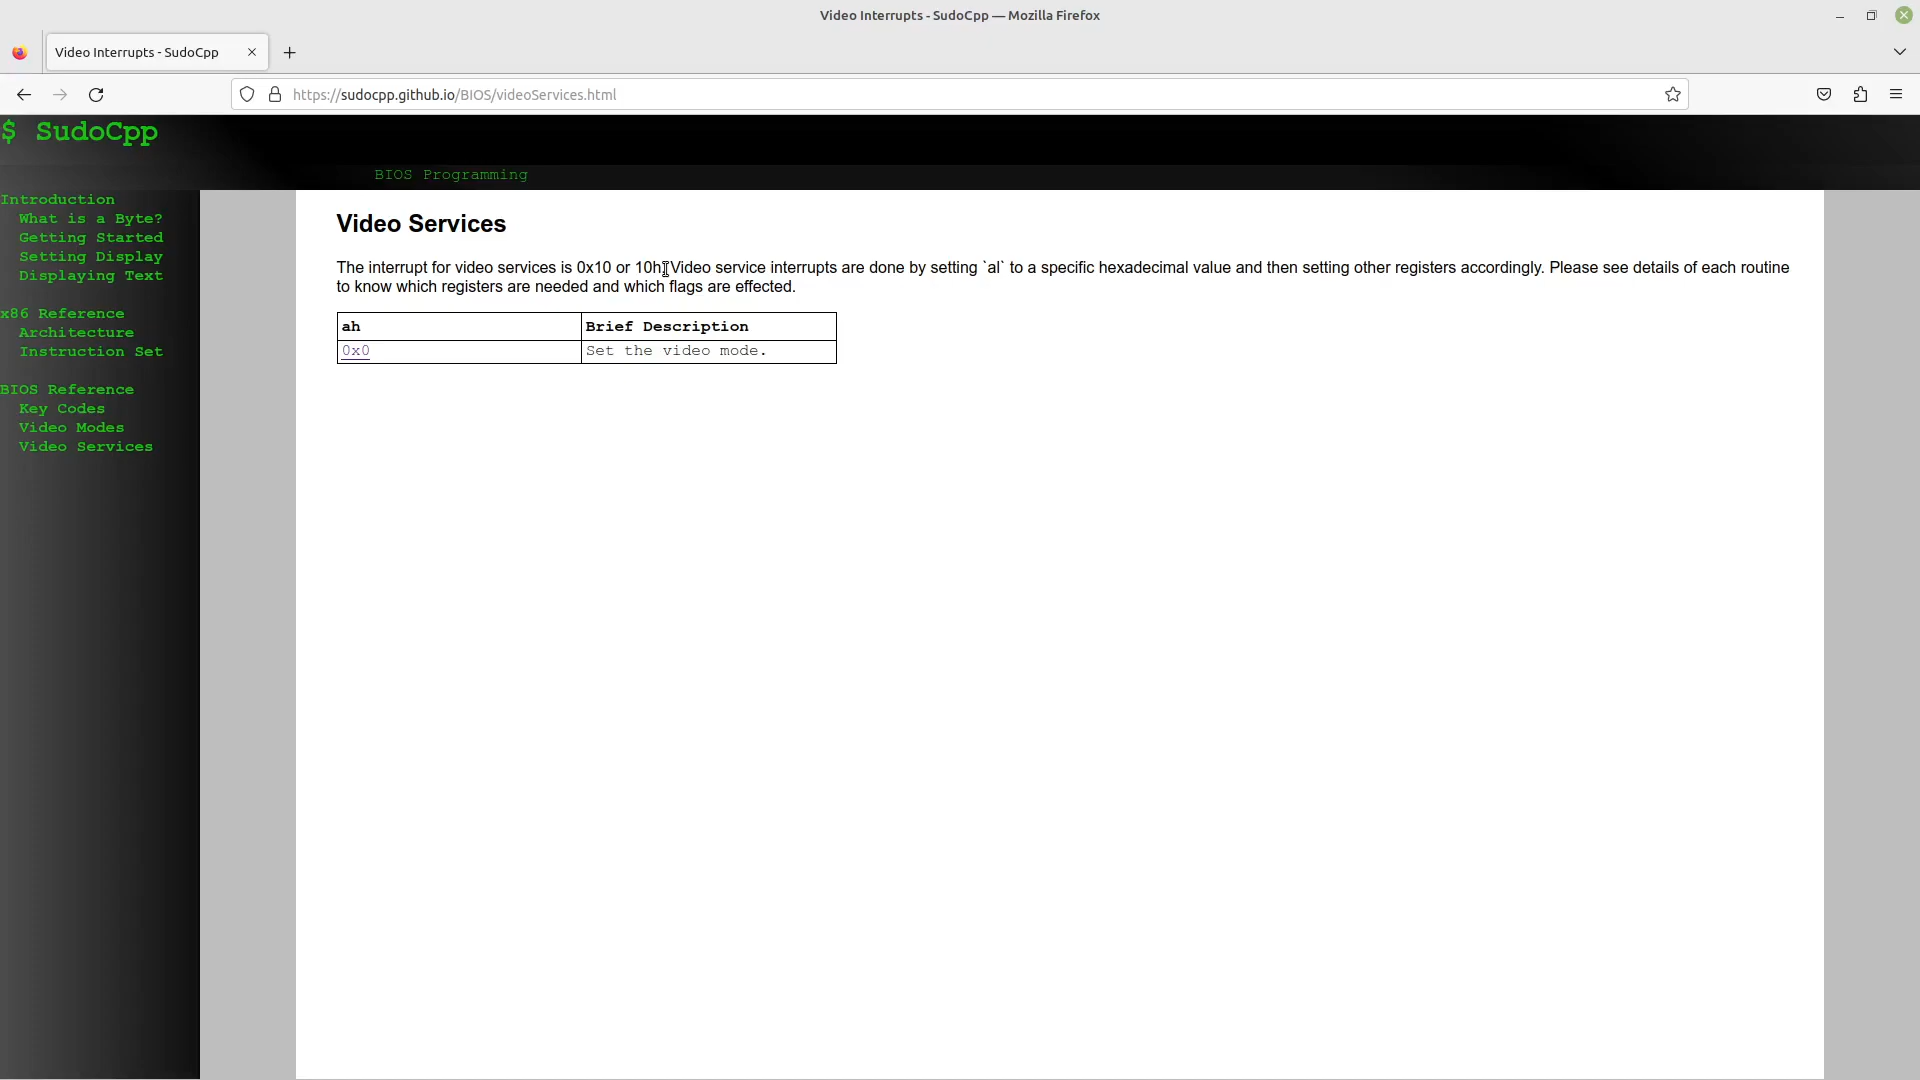 Video Interrupts - SudoCpp — Mozilla Firefox
Video Interrupts - SudoCpp
https://sudocpp.github.io/BIOS/videoServices.html
$ SudoCpp
BIOS Programming
Introduction
What is a Byte?
Getting Started
Setting Display
Displaying Text
x86 Reference
Architecture
Instruction Set
BIOS Reference
Key Codes
Video Modes
Video Services
Video Services
The interrupt for video services is 0x10 or 10h. Video service interrupts are done by setting `al` to a specific hexadecimal value and then setting other registers accordingly. Please see details of each routine
to know which registers are needed and which flags are effected.
ah Brief Description
0x0 Set the video mode.